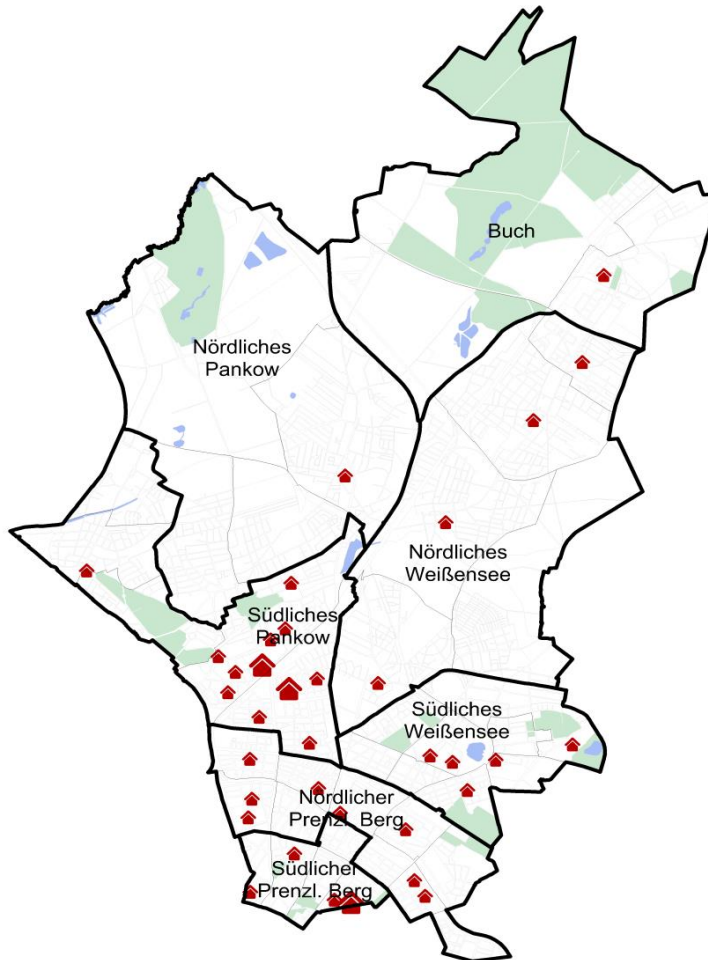 Buch
Nördliches
Pankow
Nördliches
Weißensee
Südliches
Pankow
Südliches
Weißensee
Nördlicher
Prenzl. Berg
Südlicher
Prenzl. Berg